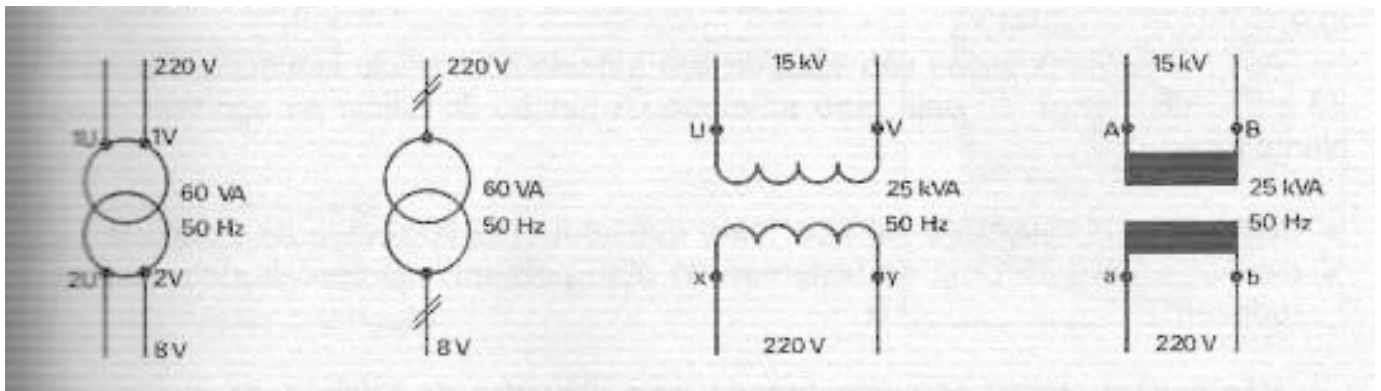 220 V
1U 1V
60 VA
50 Hz
2U 2V
8 V
220 V
60 VA
50 Hz
8 V
15 kV
U V
25 kVA
50 Hz
X Y
220 V
15 kV
A B
25 kVA
50 Hz
a b
220 V